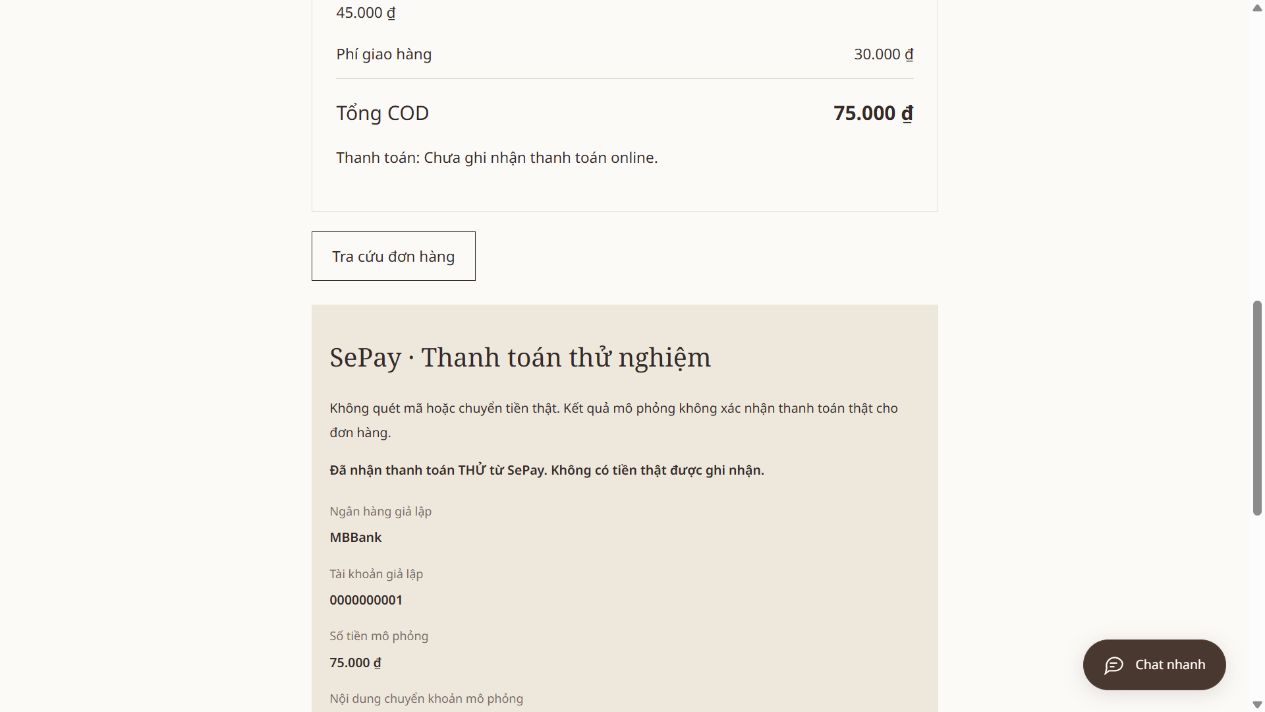 45.000 ₫
Phí giao hàng 30.000 ₫
Tổng COD 75.000 ₫
Thanh toán: Chưa ghi nhận thanh toán online.
Tra cứu đơn hàng
SePay · Thanh toán thử nghiệm
Không quét mã hoặc chuyển tiền thật. Kết quả mô phỏng không xác nhận thanh toán thật cho
đơn hàng.
Đã nhận thanh toán THỬ từ SePay. Không có tiền thật được ghi nhận.
Ngân hàng giả lập
MBBank
Tài khoản giả lập
0000000001
Số tiền mô phỏng
75.000 ₫
Nội dung chuyển khoản mô phỏng
Chat nhanh